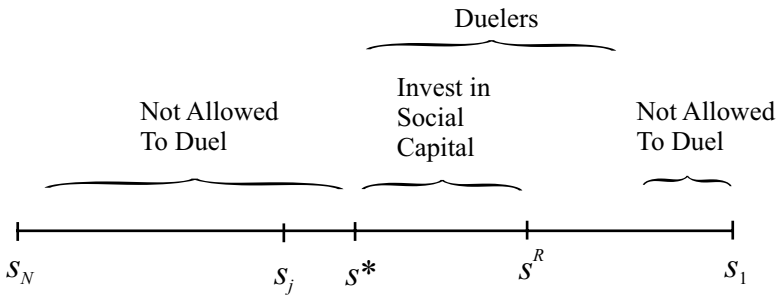 Duelers
Not Allowed
To Duel
Invest in
Social
Capital
Not Allowed
To Duel
s_N
s_j
s*
s^R
s_1